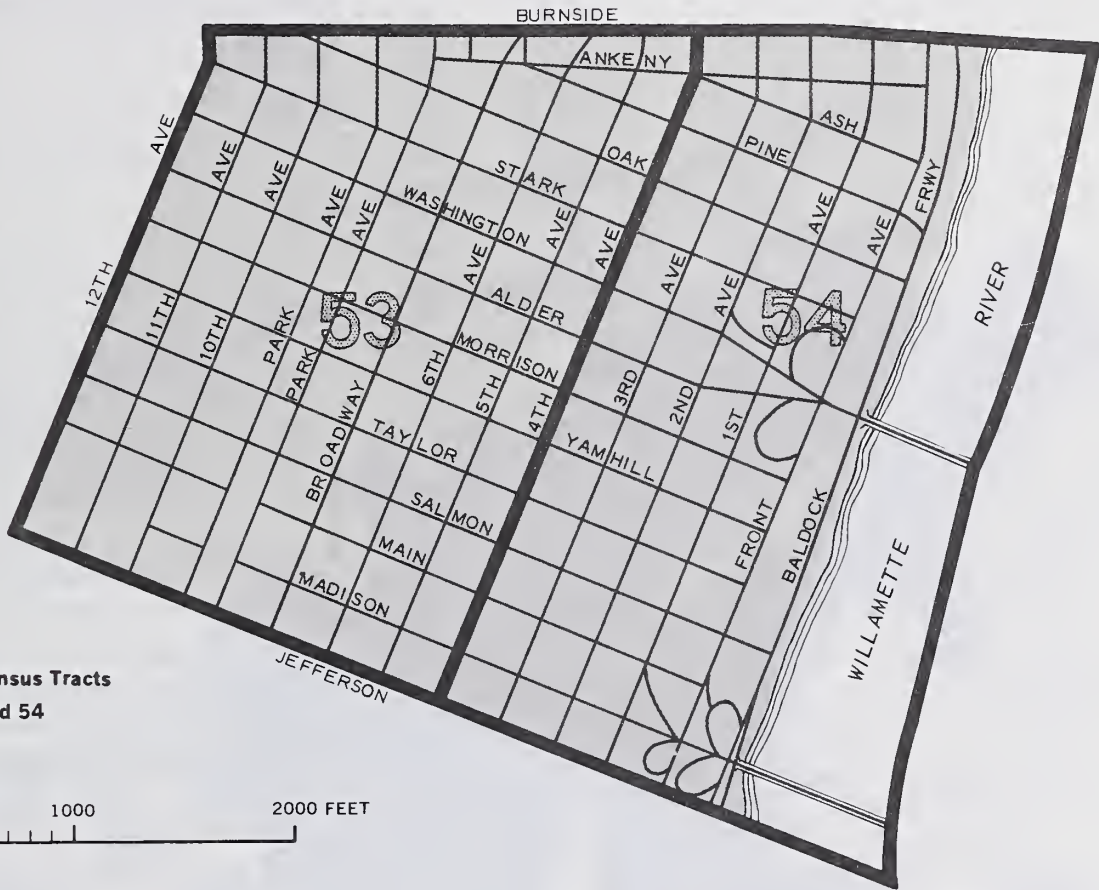 BURNSIDE
ANKENY
ASH
PINE
OAK
STARK
WASHINGTON
ALDER
MORRISON
YAMHILL
TAYLOR
SALMON
MAIN
MADISON
JEFFERSON
12TH AVE
11TH AVE
10TH AVE
PARK AVE
PARK AVE
BROADWAY
6TH AVE
5TH AVE
4TH AVE
3RD AVE
2ND AVE
1ST AVE
FRONT AVE
BALDOCK FRWY
WILLAMETTE RIVER
53
54
nsus Tracts
d 54
1000 2000 FEET